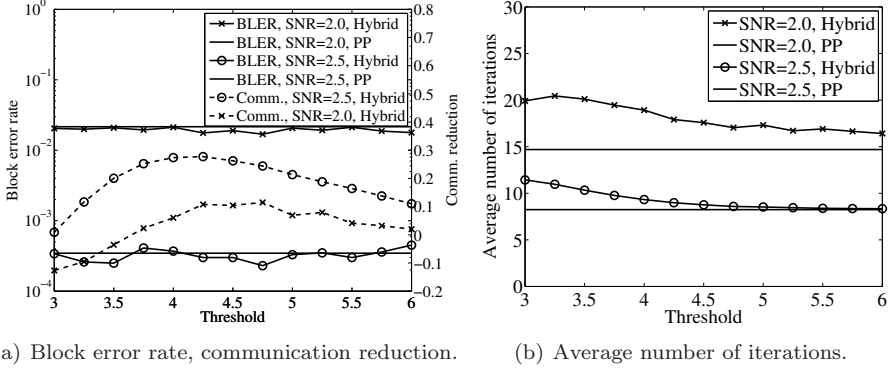 BLER, SNR=2.0, Hybrid
BLER, SNR=2.0, PP
BLER, SNR=2.5, Hybrid
BLER, SNR=2.5, PP
Comm., SNR=2.5, Hybrid
Comm., SNR=2.0, Hybrid
10^0
10^-1
10^-2
10^-3
10^-4
Block error rate
0.8
0.7
0.6
0.5
0.4
0.3
0.2
0.1
0
-0.1
-0.2
Comm. reduction
3
3.5
4
4.5
5
5.5
6
Threshold
a) Block error rate, communication reduction.
SNR=2.0, Hybrid
SNR=2.0, PP
SNR=2.5, Hybrid
SNR=2.5, PP
30
25
20
15
10
5
0
Average number of iterations
3
3.5
4
4.5
5
5.5
6
Threshold
(b) Average number of iterations.